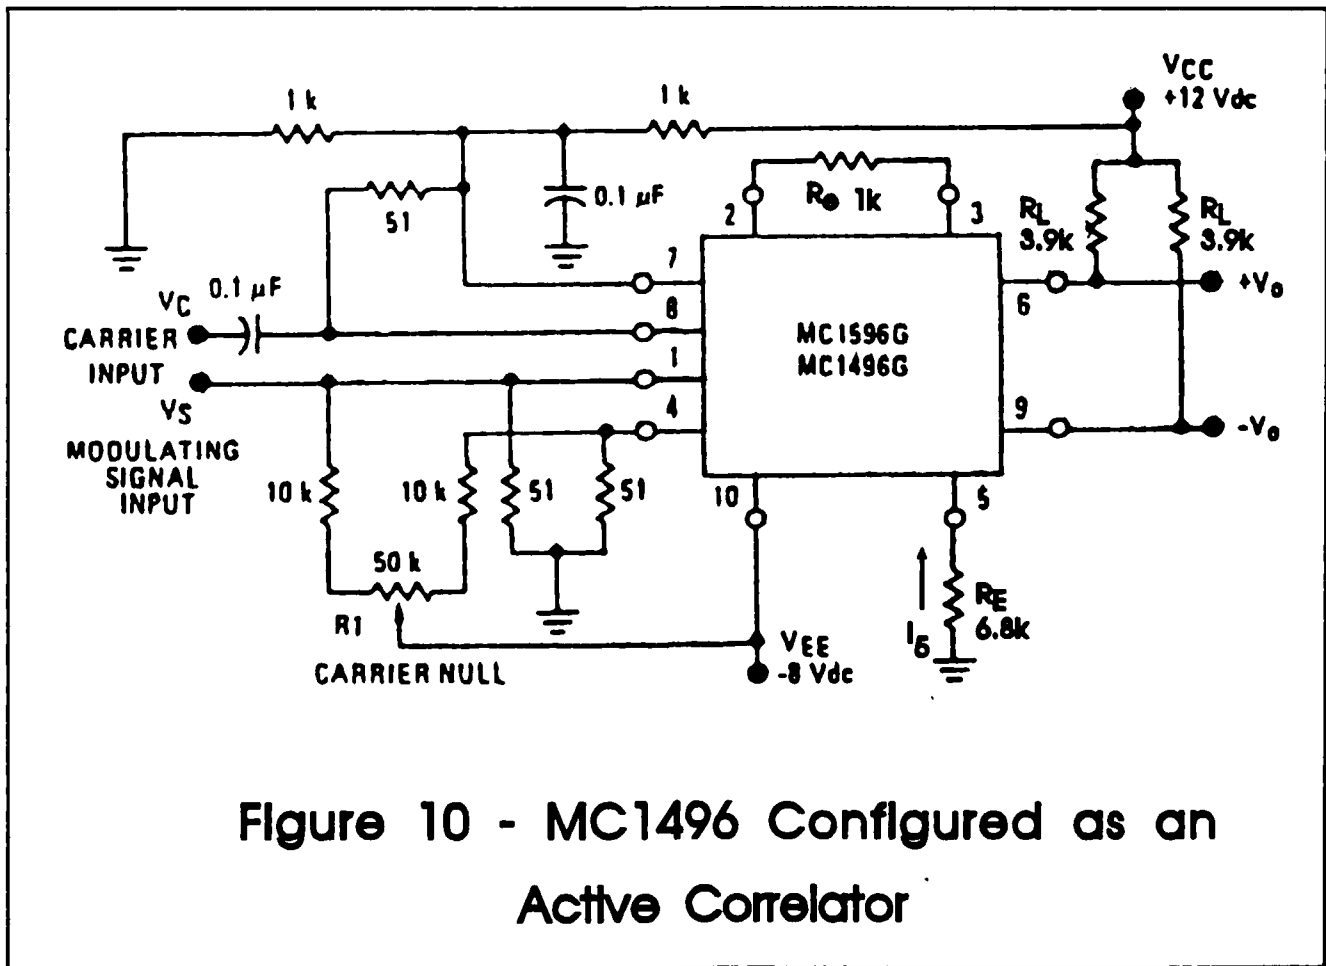 VCC
+12 Vdc
1 k
1 k
51
0.1 µF
Re 1k
2
3
RL
3.9k
RL
3.9k
7
8
1
4
6
9
10
5
MC1596G
MC1496G
+Vo
-Vo
VC
0.1 µF
CARRIER
INPUT
VS
MODULATING
SIGNAL
INPUT
10 k
10 k
51
51
50 k
R1
CARRIER NULL
VEE
-8 Vdc
I5
RE
6.8k
Figure 10 - MC1496 Configured as an
Active Correlator